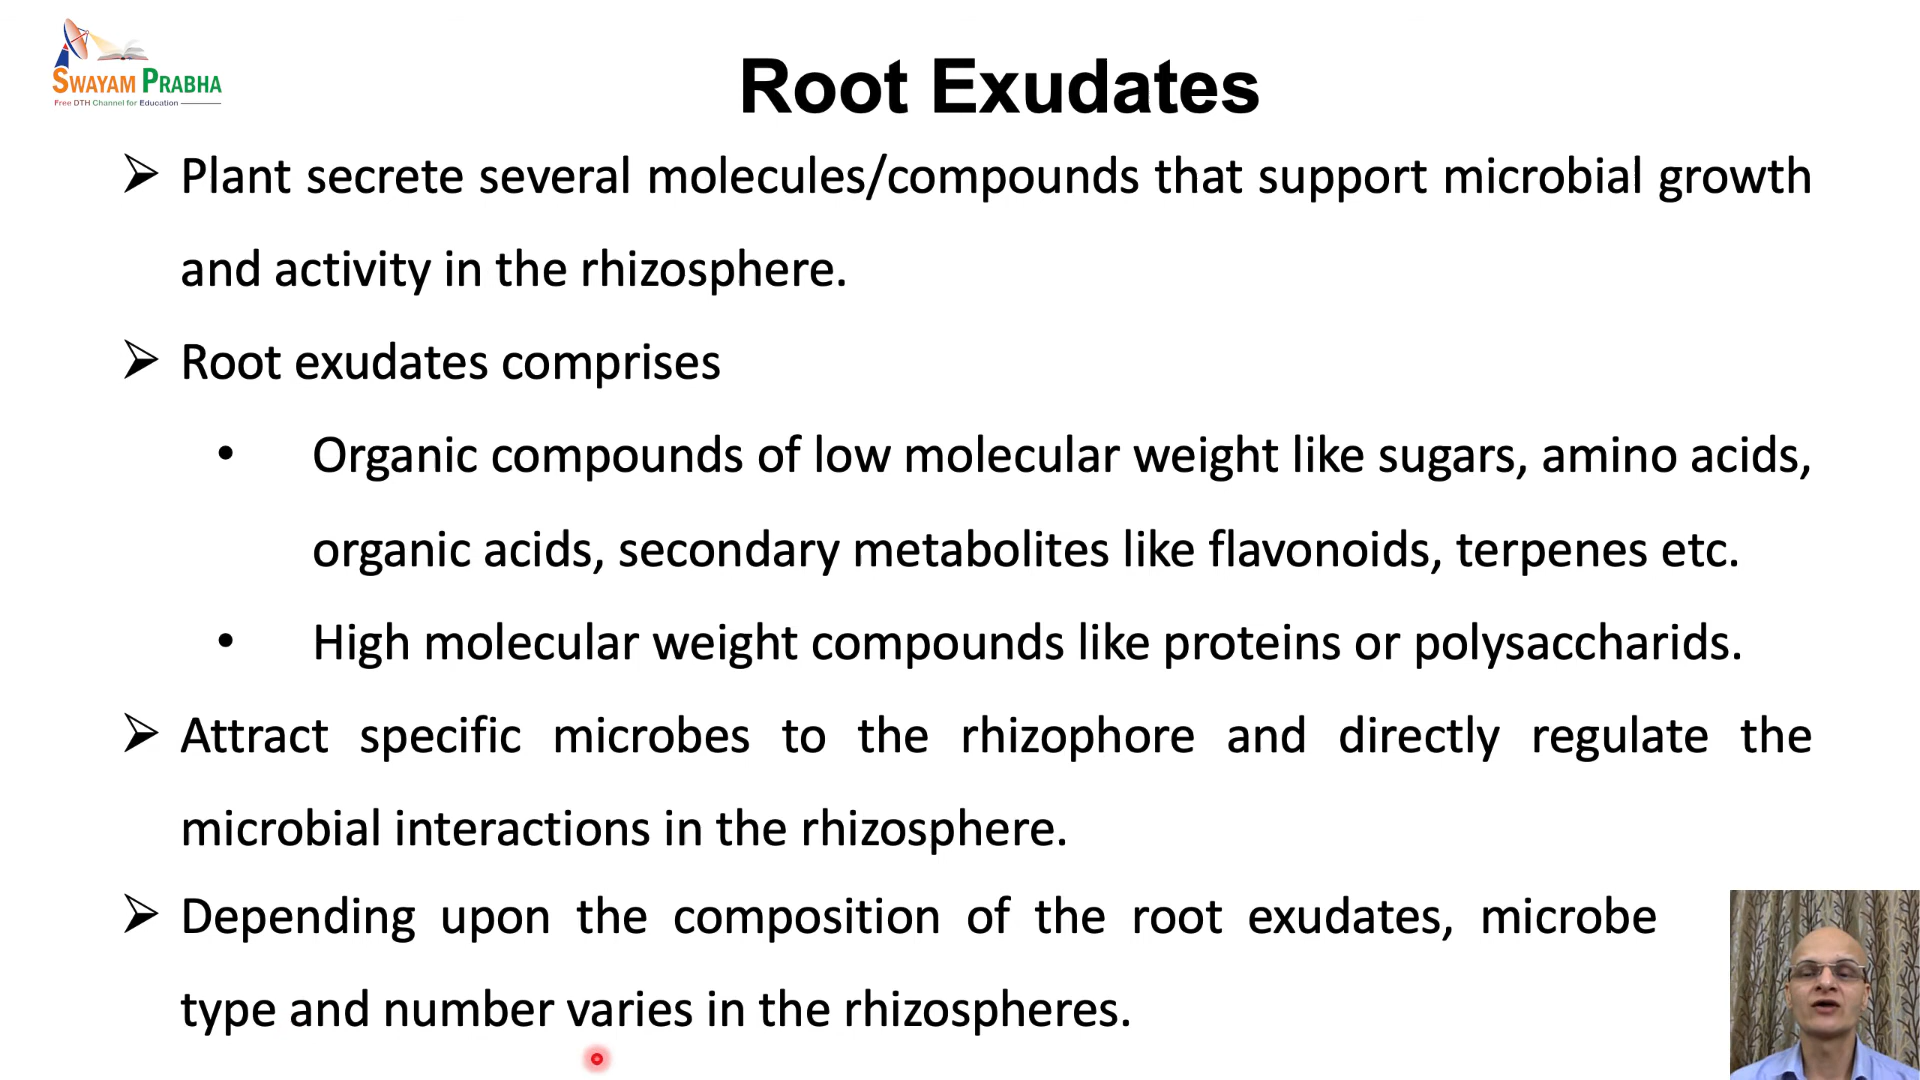 SWAYAM PRABHA
Free DTH Channel for Education
Root Exudates
Plant secrete several molecules/compounds that support microbial growth
and activity in the rhizosphere.
Root exudates comprises
Organic compounds of low molecular weight like sugars, amino acids,
organic acids, secondary metabolites like flavonoids, terpenes etc.
High molecular weight compounds like proteins or polysaccharids.
Attract specific microbes to the rhizophore and directly regulate the
microbial interactions in the rhizosphere.
Depending upon the composition of the root exudates, microbe
type and number varies in the rhizospheres.